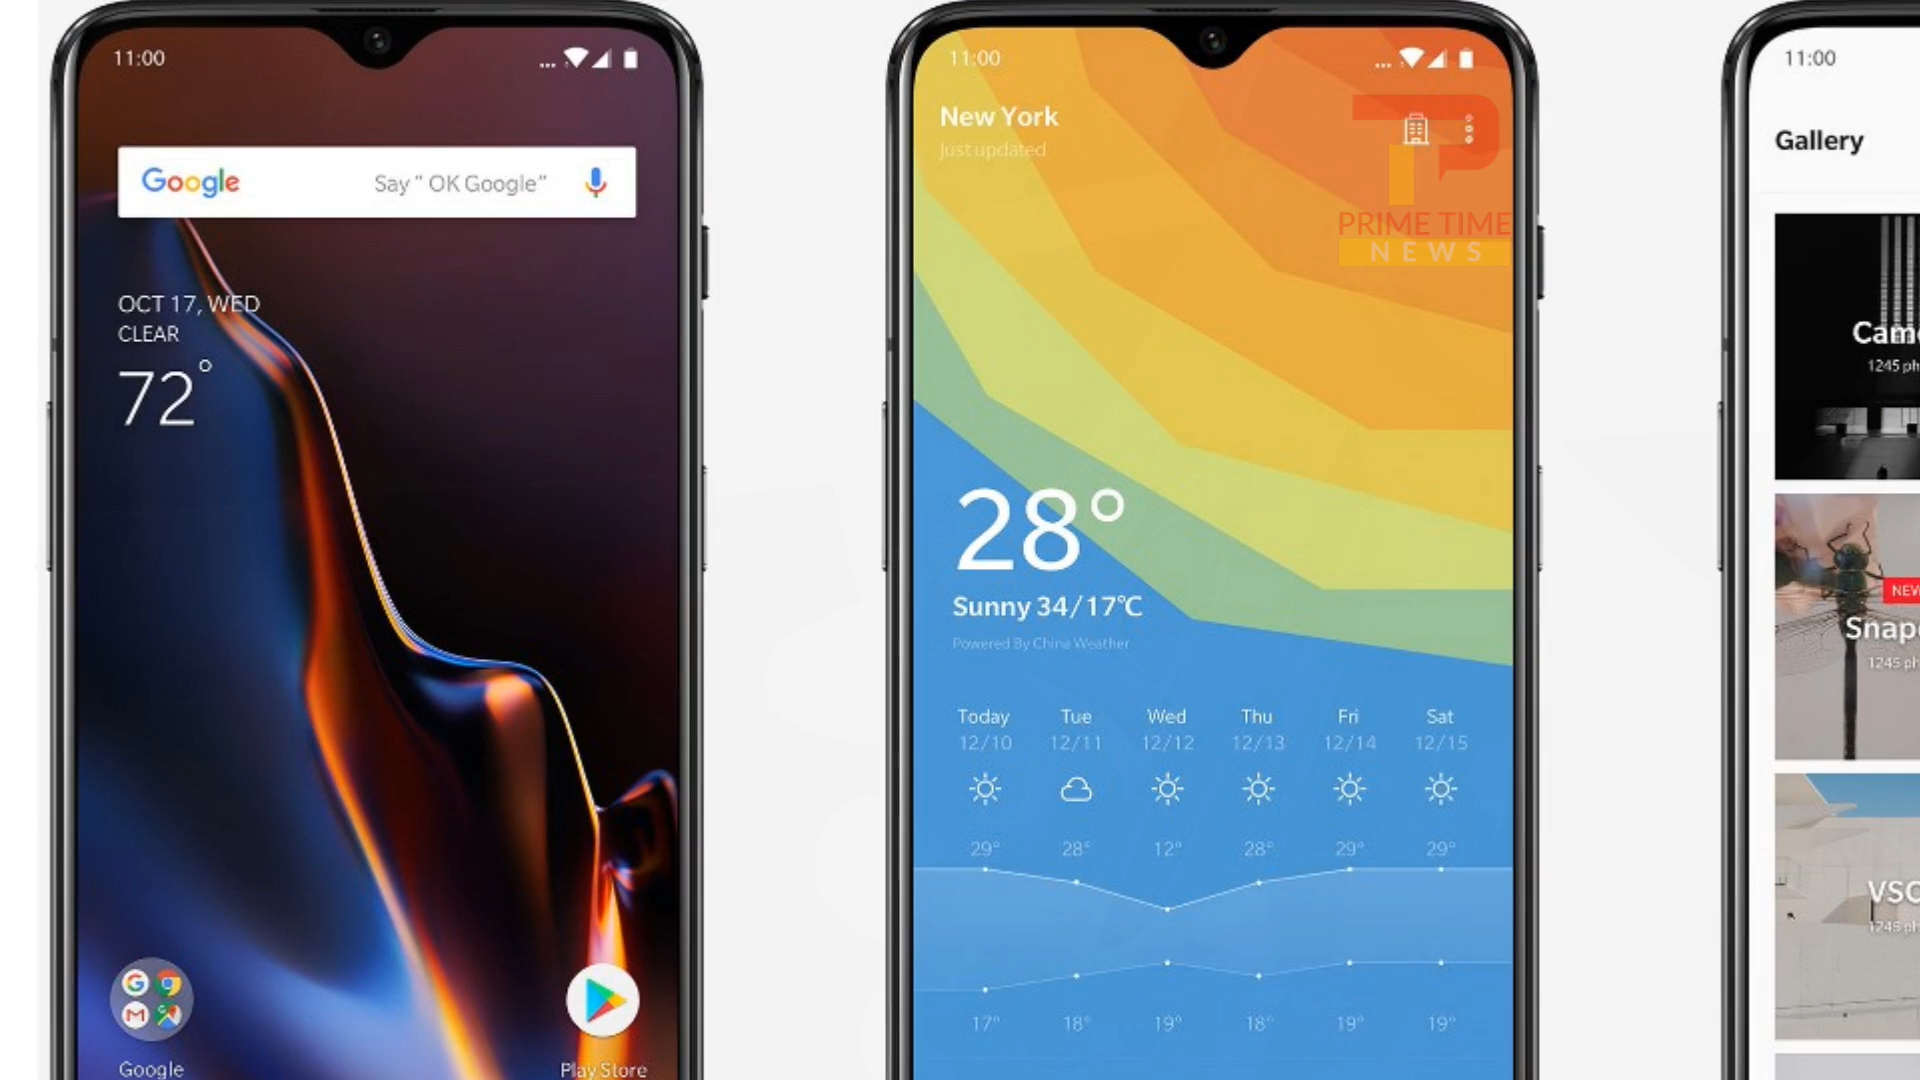 11:00
Google
Say " OK Google"
OCT 17, WED
CLEAR
72°
Google
Play Store
11:00
New York
Just updated
PRIME TIME
NEWS
28°
Sunny 34/17℃
Powered By China Weather
Today Tue Wed Thu Fri Sat
12/10 12/11 12/12 12/13 12/14 12/15
29° 28° 12° 28° 29° 29°
17° 18° 19° 18° 19° 19°
11:00
Gallery
Came
1245 ph
NEW
Snap
1245 ph
VSC
1245 ph